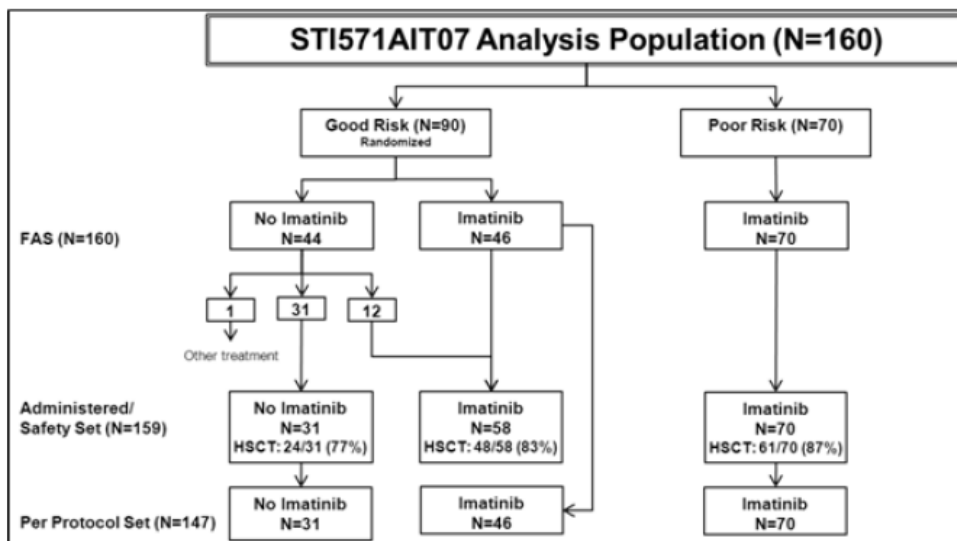 STI571AIT07 Analysis Population (N=160)
Good Risk (N=90)
Randomized
Poor Risk (N=70)
FAS (N=160)
No Imatinib
N=44
Imatinib
N=46
Imatinib
N=70
1
31
12
Other treatment
Administered/
Safety Set (N=159)
No Imatinib
N=31
HSCT: 24/31 (77%)
Imatinib
N=58
HSCT: 48/58 (83%)
Imatinib
N=70
HSCT: 61/70 (87%)
Per Protocol Set (N=147)
No Imatinib
N=31
Imatinib
N=46
Imatinib
N=70